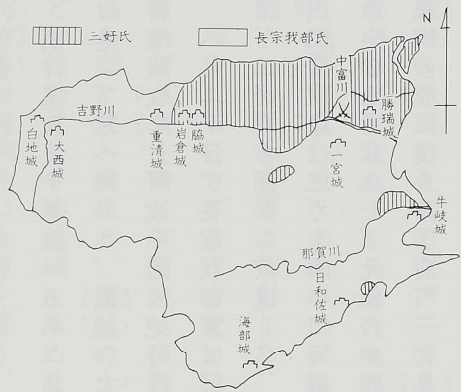 N
三好氏
長宗我部氏
中富川
吉野川
勝瑞城
白地城
大西城
重清城
岩倉城
脇城
一宮城
牛岐城
那賀川
日和佐城
海部城